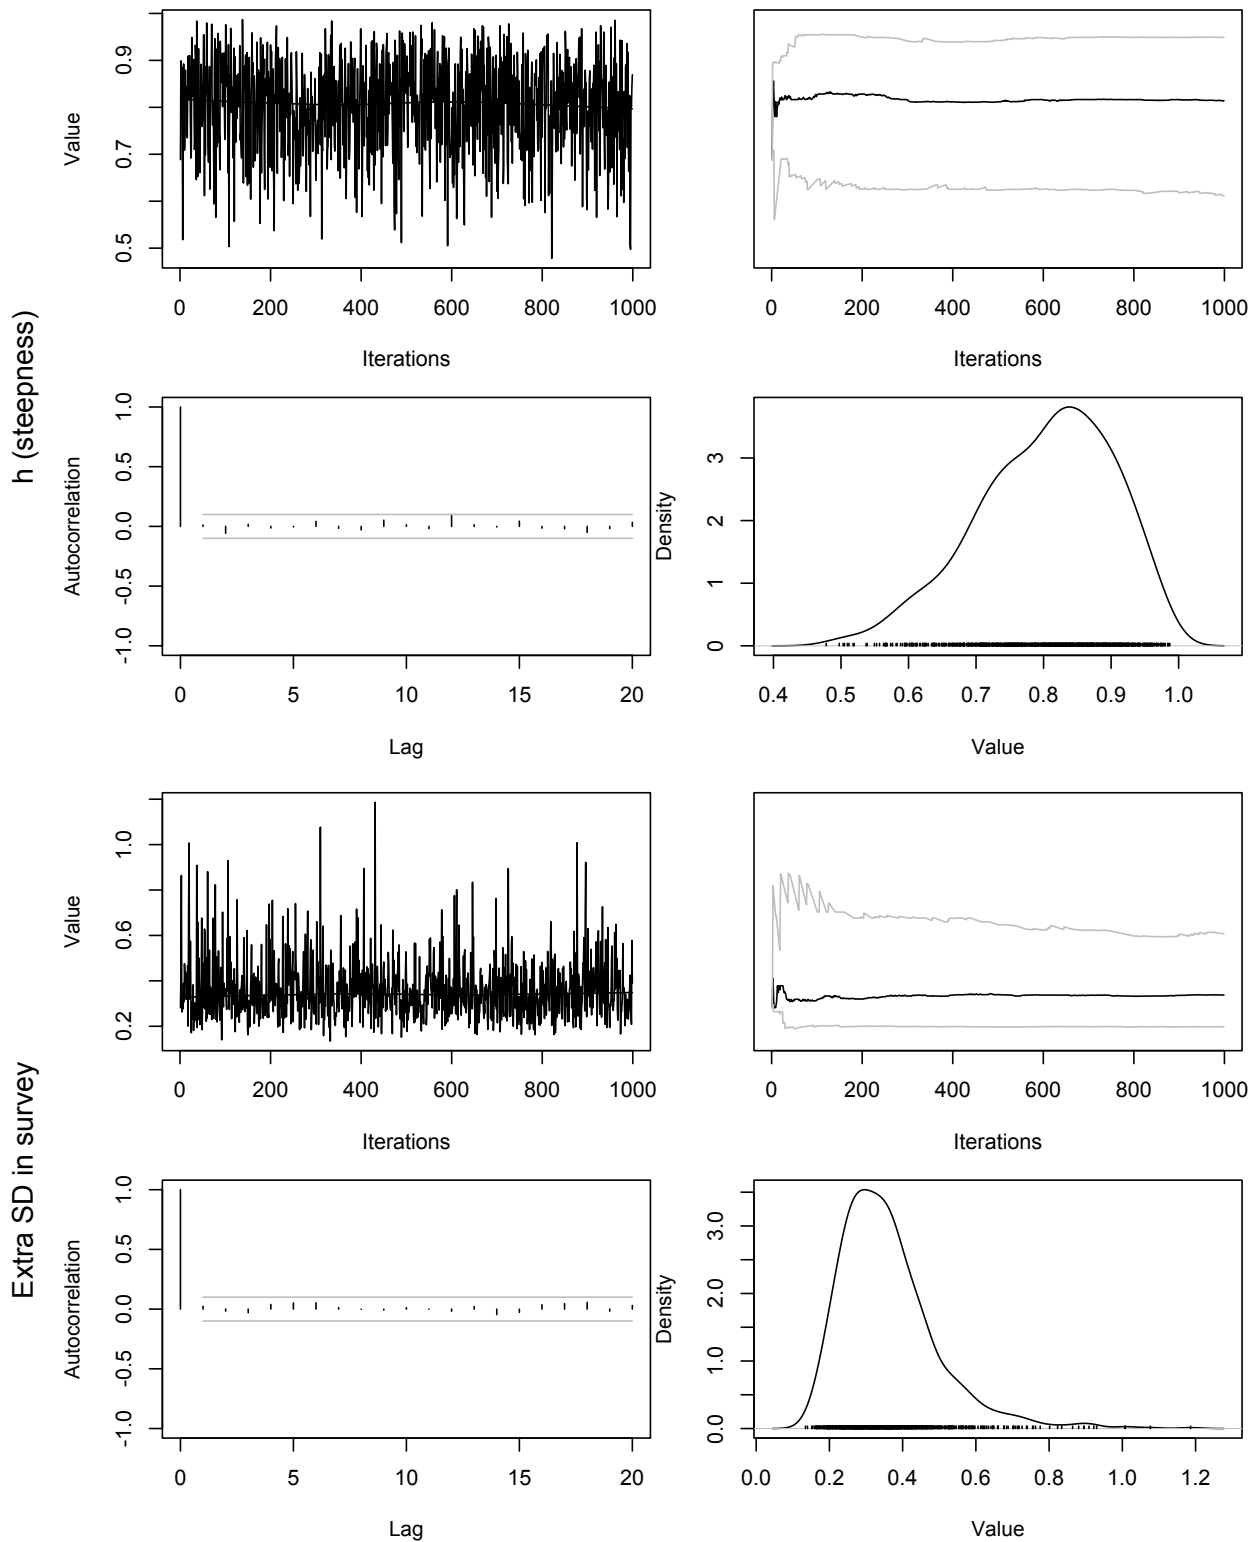 h (steepness)
Value
0.5 0.7 0.9
0 200 400 600 800 1000
Iterations
0 200 400 600 800 1000
Iterations
Autocorrelation
-1.0 -0.5 0.0 0.5 1.0
0 5 10 15 20
Lag
Density
0 1 2 3
0.4 0.5 0.6 0.7 0.8 0.9 1.0
Value
Extra SD in survey
Value
0.2 0.6 1.0
0 200 400 600 800 1000
Iterations
0 200 400 600 800 1000
Iterations
Autocorrelation
-1.0 -0.5 0.0 0.5 1.0
0 5 10 15 20
Lag
Density
0.0 1.0 2.0 3.0
0.0 0.2 0.4 0.6 0.8 1.0 1.2
Value